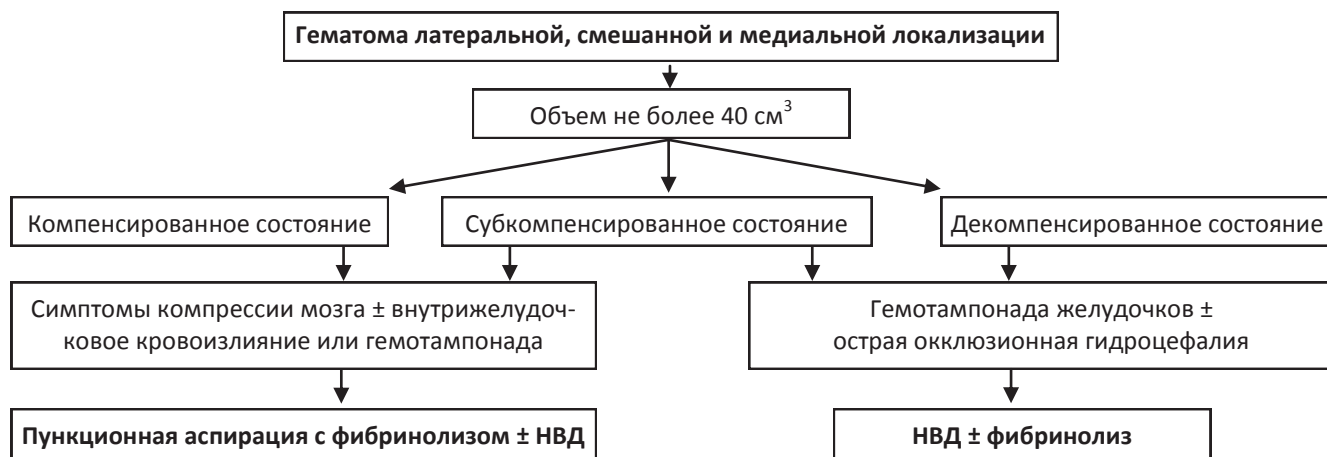 Гематома латеральной, смешанной и медиальной локализации
Объем не более 40 см³
Компенсированное состояние
Субкомпенсированное состояние
Декомпенсированное состояние
Симптомы компрессии мозга ± внутрижелудоч-
ковое кровоизлияние или гемотампонада
Гемотампонада желудочков ±
острая окклюзионная гидроцефалия
Пункционная аспирация с фибринолизом ± НВД
НВД ± фибринолиз